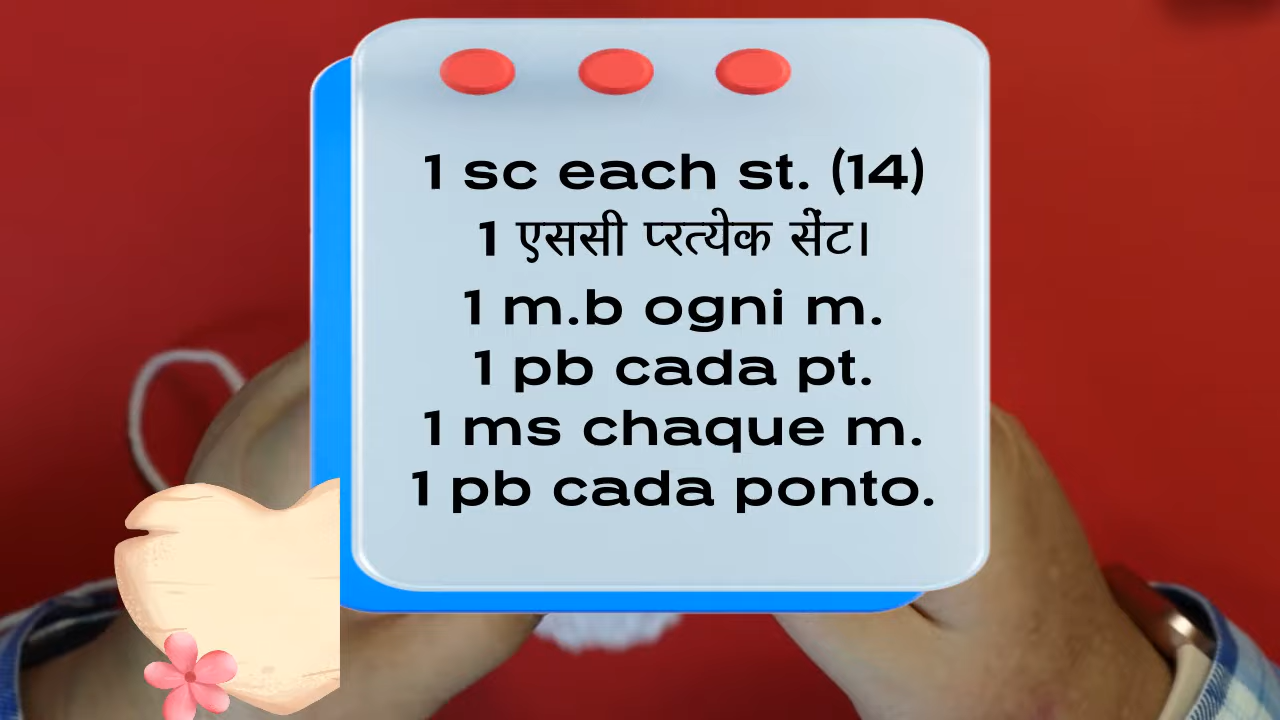 1 sc each st. (14)
1 एससी प्रत्येक सेंट।
1 m.b ogni m.
1 pb cada pt.
1 ms chaque m.
1 pb cada ponto.